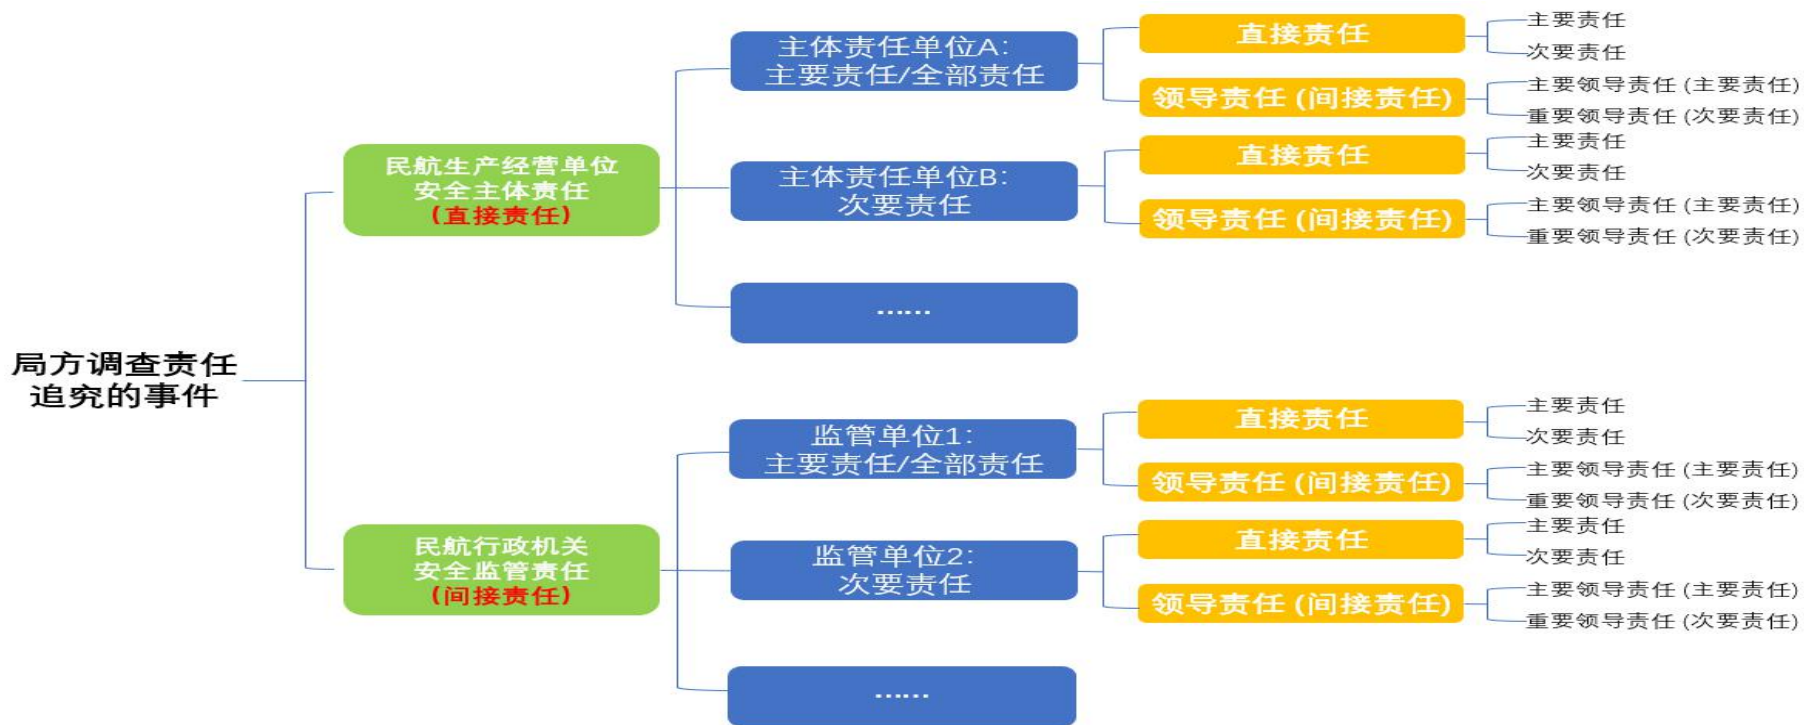 局方调查责任
追究的事件
民航生产经营单位
安全主体责任
(直接责任)
主体责任单位A:
主要责任/全部责任
直接责任
主要责任
次要责任
领导责任 (间接责任)
主要领导责任 (主要责任)
重要领导责任 (次要责任)
主体责任单位B:
次要责任
直接责任
主要责任
次要责任
领导责任 (间接责任)
主要领导责任 (主要责任)
重要领导责任 (次要责任)
......
民航行政机关
安全监管责任
(间接责任)
监管单位1:
主要责任/全部责任
直接责任
主要责任
次要责任
领导责任 (间接责任)
主要领导责任 (主要责任)
重要领导责任 (次要责任)
监管单位2:
次要责任
直接责任
主要责任
次要责任
领导责任 (间接责任)
主要领导责任 (主要责任)
重要领导责任 (次要责任)
......